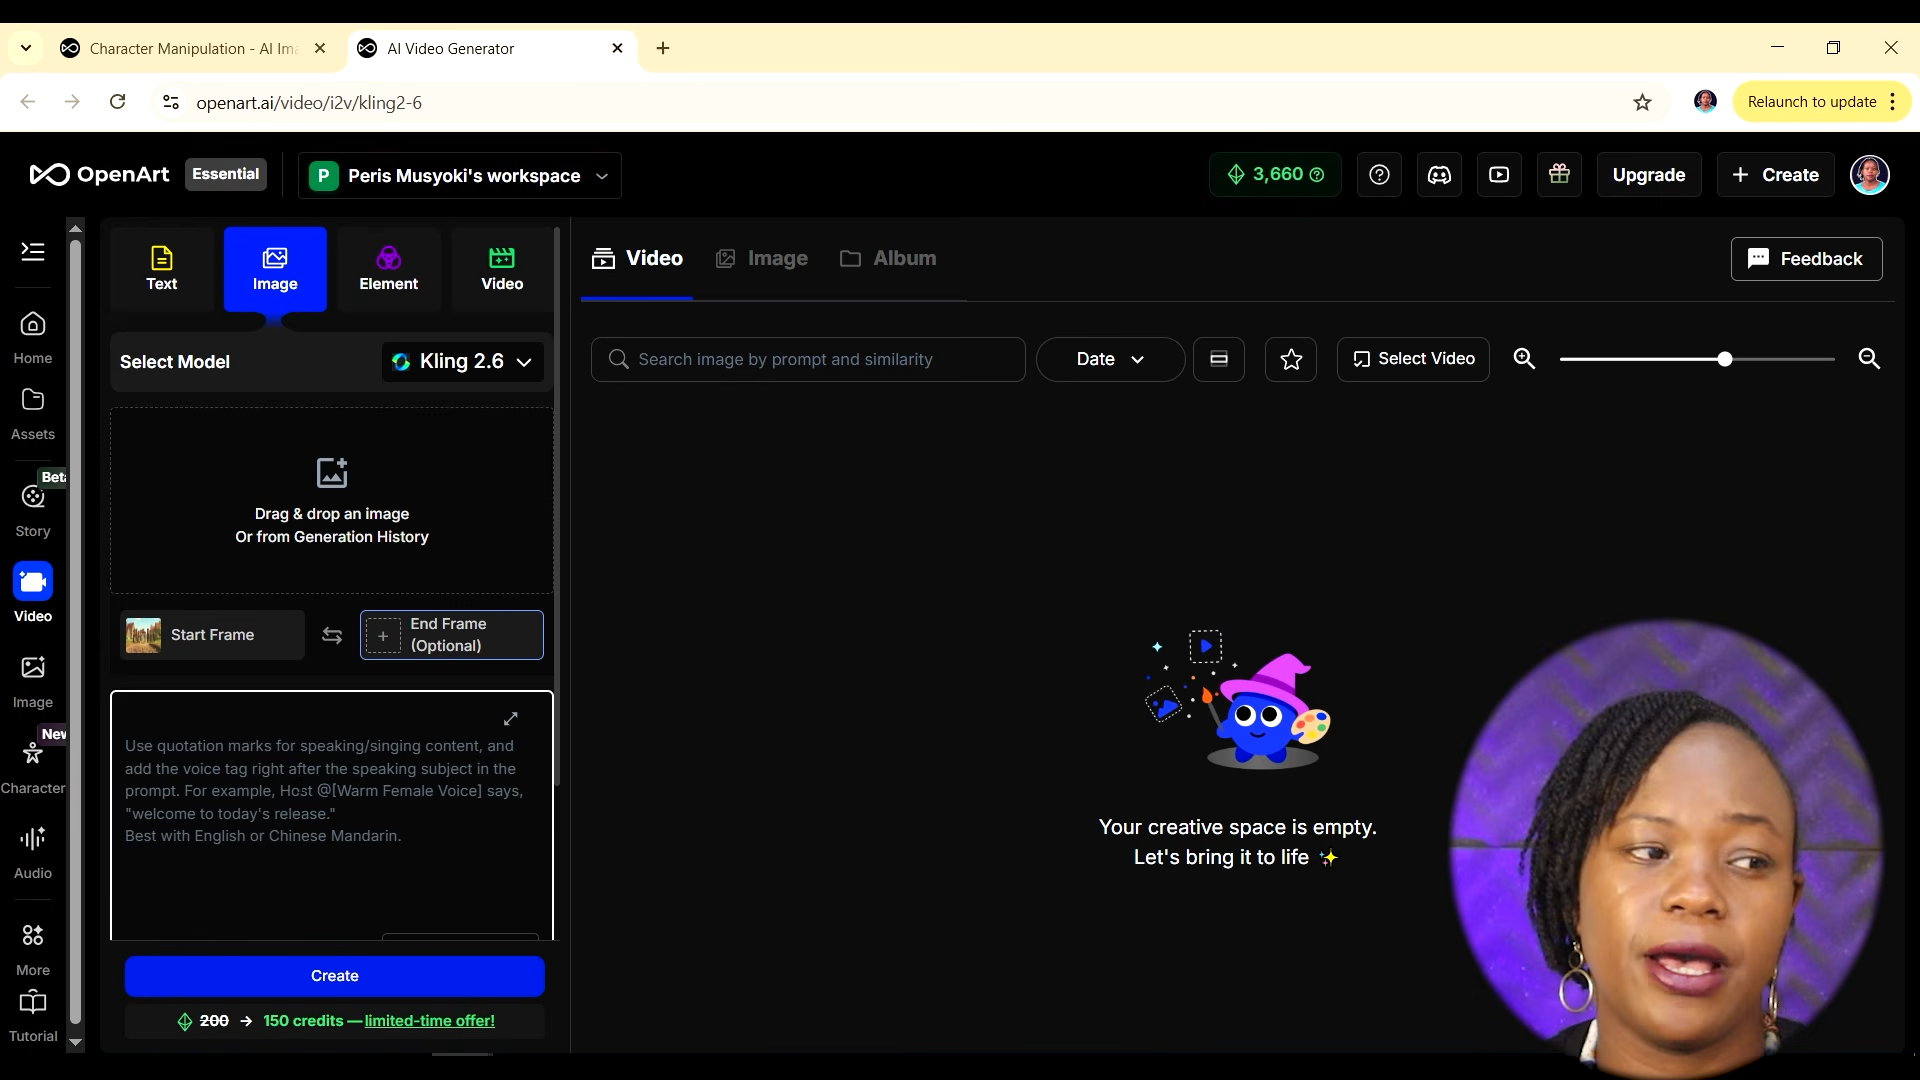 Character Manipulation - AI Ima
AI Video Generator
openart.ai/video/i2v/kling2-6
Relaunch to update
OpenArt
Essential
P
Peris Musyoki's workspace
3,660
Upgrade
+ Create
Home
Assets
Beta
Story
Video
Image
New
Character
Audio
More
Tutorial
Text
Image
Element
Video
Select Model
Kling 2.6
Drag & drop an image
Or from Generation History
Start Frame
End Frame
(Optional)
Use quotation marks for speaking/singing content, and
add the voice tag right after the speaking subject in the
prompt. For example, Host @[Warm Female Voice] says,
"welcome to today's release."
Best with English or Chinese Mandarin.
Create
200 → 150 credits — limited-time offer!
Video
Image
Album
Feedback
Search image by prompt and similarity
Date
Select Video
Your creative space is empty.
Let's bring it to life ✨